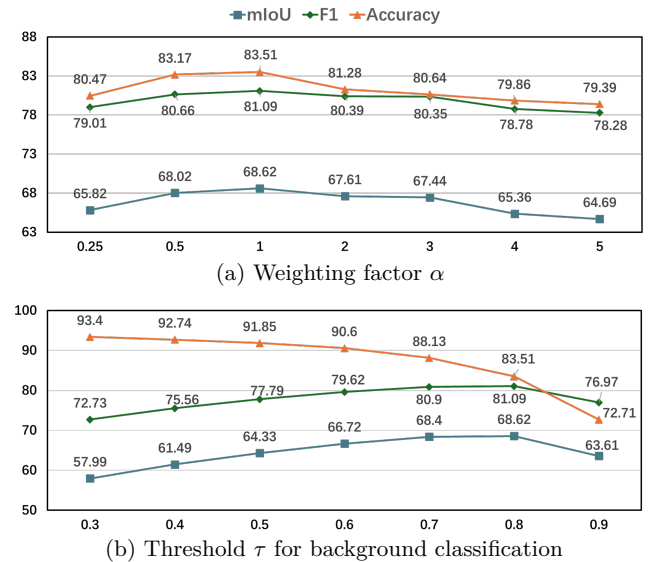 mIoU F1 Accuracy
88
83
78
73
68
63
80.47 83.17 83.51 81.28 80.64 79.86 79.39
79.01 80.66 81.09 80.39 80.35 78.78 78.28
65.82 68.02 68.62 67.61 67.44 65.36 64.69
0.25 0.5 1 2 3 4 5
(a) Weighting factor α
100
90
80
70
60
50
93.4 92.74 91.85 90.6 88.13 83.51 72.71
72.73 75.56 77.79 79.62 80.9 81.09 76.97
57.99 61.49 64.33 66.72 68.4 68.62 63.61
0.3 0.4 0.5 0.6 0.7 0.8 0.9
(b) Threshold τ for background classification